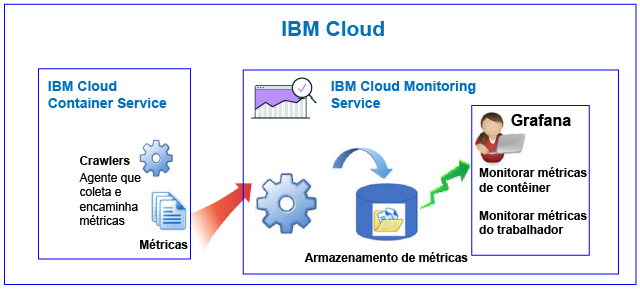 IBM Cloud
IBM Cloud
Container Service
Crawlers
Agente que
coleta e
encaminha
métricas
Métricas
IBM Cloud Monitoring
Service
Armazenamento de métricas
Grafana
Monitorar métricas
de contêiner
Monitorar métricas
do trabalhador